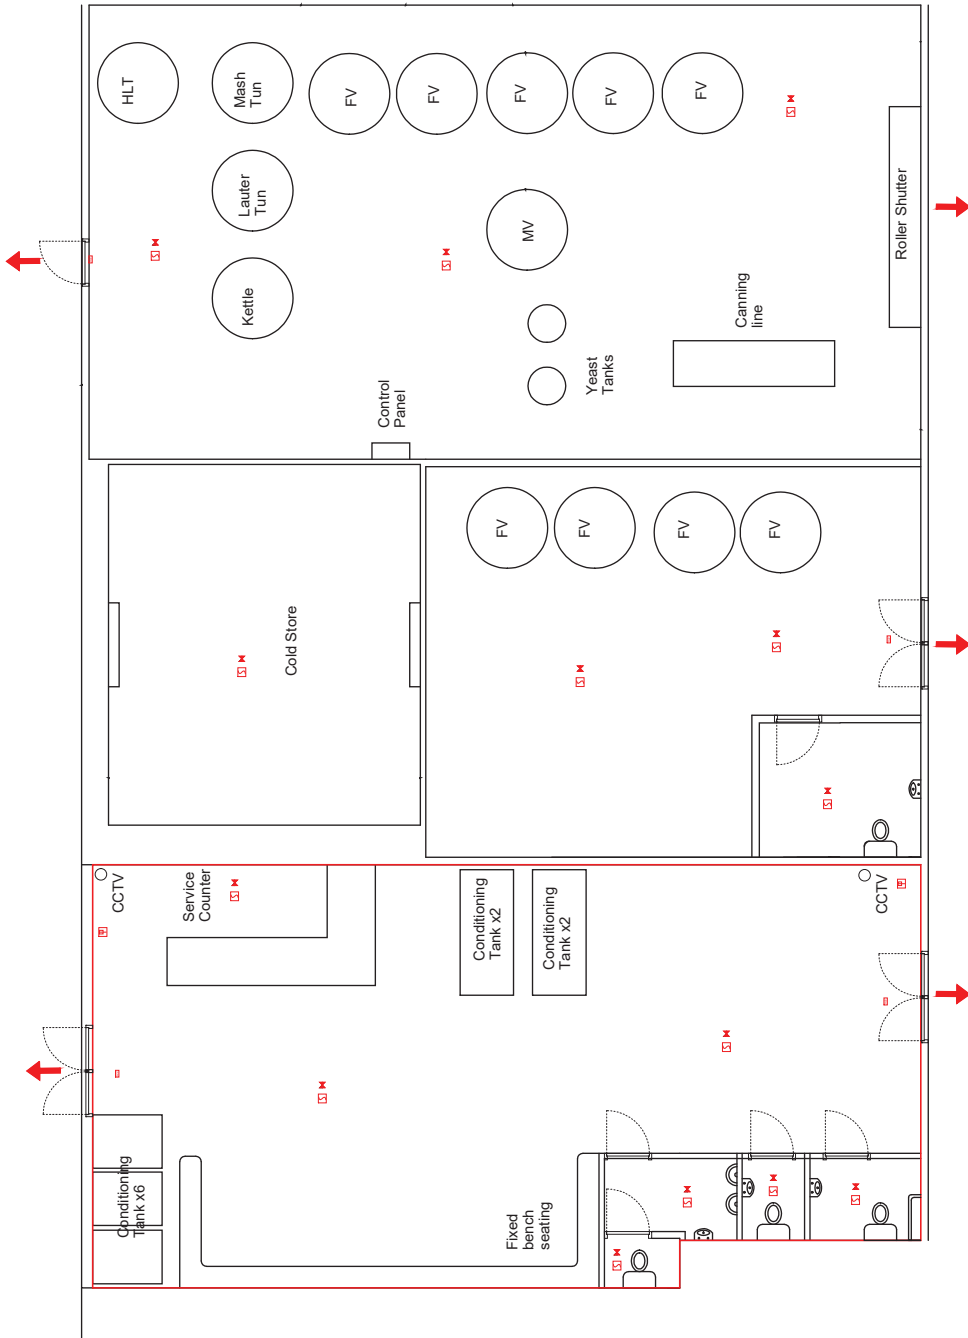 HLT
Mash
Tun
FV
FV
FV
FV
FV
Lauter
Tun
MV
Roller Shutter
Kettle
Canning
line
Yeast
Tanks
Control
Panel
FV
FV
FV
FV
Cold Store
CCTV
Service
Counter
Conditioning
Tank x2
Conditioning
Tank x2
CCTV
Conditioning
Tank x6
Fixed
bench
seating